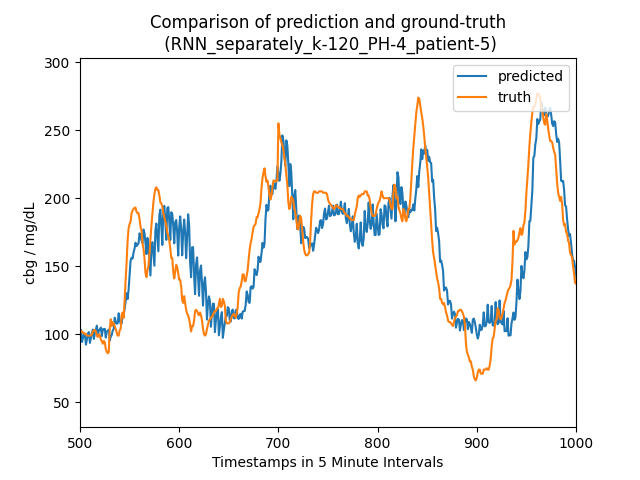 Comparison of prediction and ground-truth
(RNN_separately_k-120_PH-4_patient-5)
predicted
truth
300
250
200
150
100
50
cbg / mg/dL
500 600 700 800 900 1000
Timestamps in 5 Minute Intervals